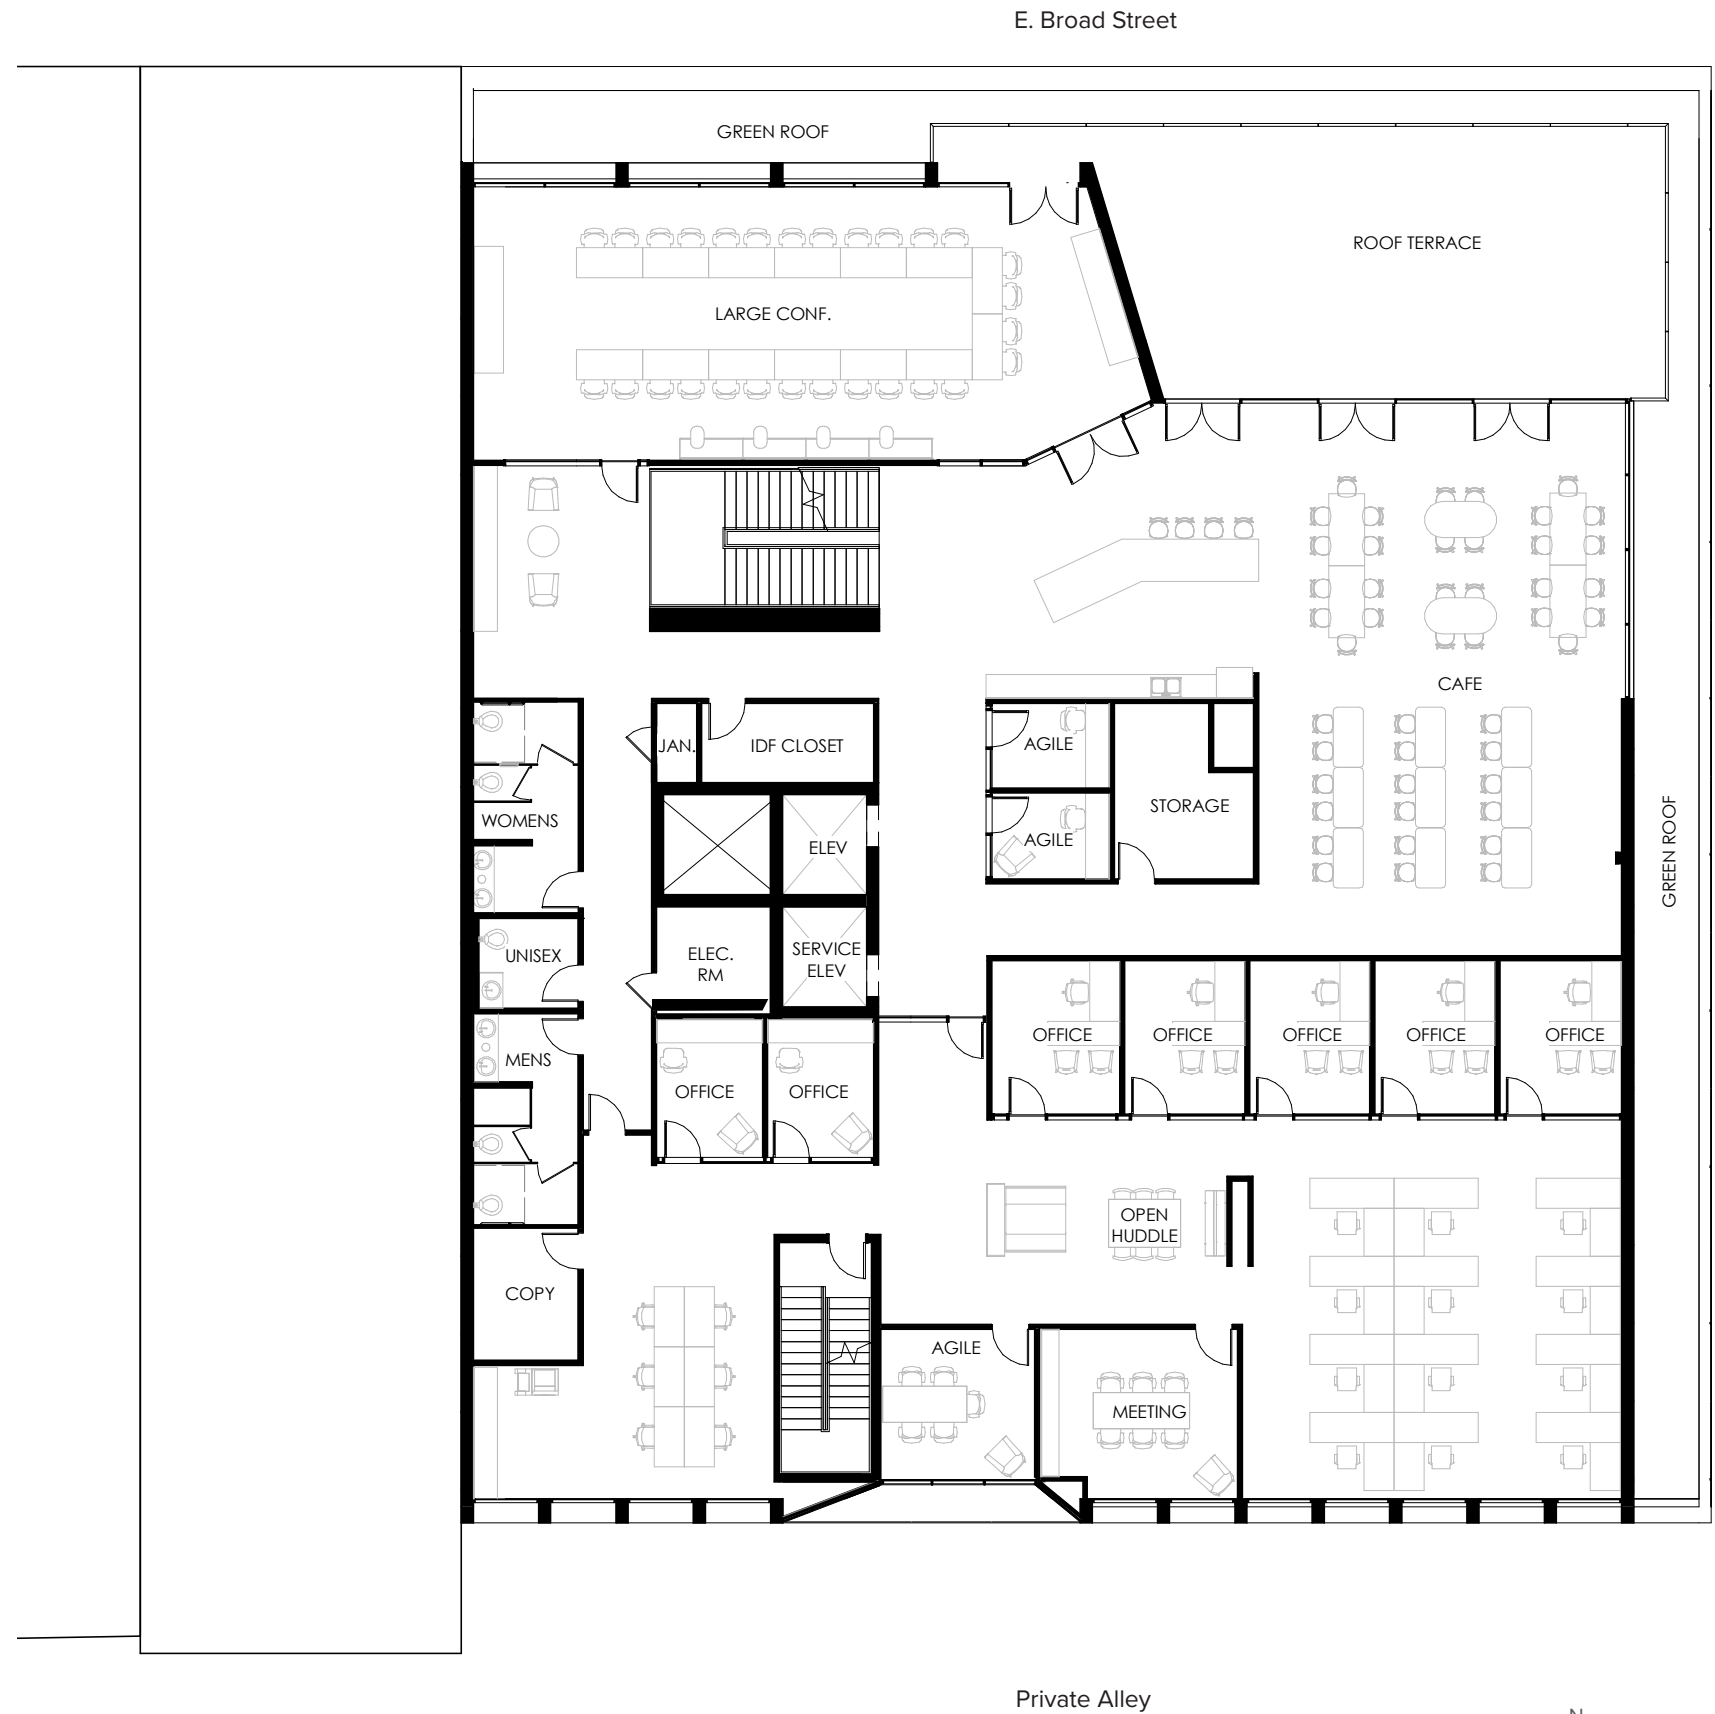 E. Broad Street
GREEN ROOF
ROOF TERRACE
LARGE CONF.
CAFE
JAN.
IDF CLOSET
AGILE
STORAGE
WOMENS
ELEV
AGILE
GREEN ROOF
UNISEX
ELEC.
RM
SERVICE
ELEV
OFFICE
OFFICE
OFFICE
OFFICE
OFFICE
MENS
OFFICE
OFFICE
OPEN
HUDDLE
COPY
AGILE
MEETING
Private Alley
N